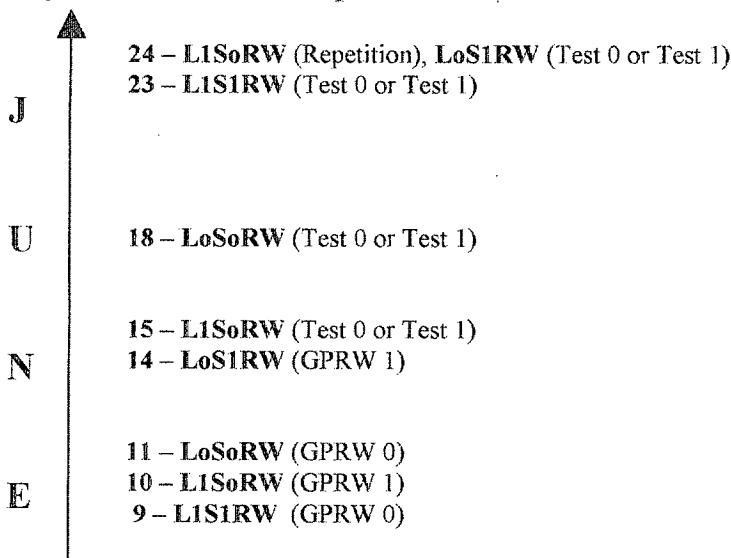 24 – L1SoRW (Repetition), LoS1RW (Test 0 or Test 1)
23 – L1S1RW (Test 0 or Test 1)
J
U
18 – LoSoRW (Test 0 or Test 1)
15 – L1SoRW (Test 0 or Test 1)
14 – LoS1RW (GPRW 1)
N
11 – LoSoRW (GPRW 0)
10 – L1SoRW (GPRW 1)
E
9 – L1S1RW (GPRW 0)